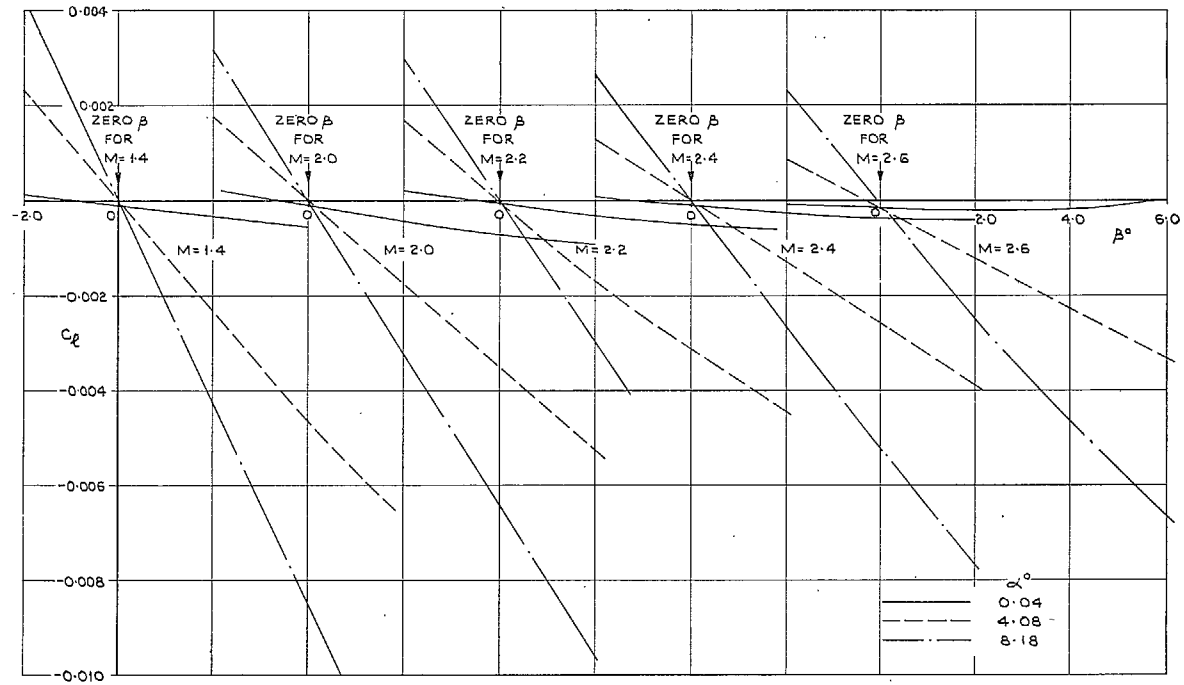 0.004
0.002
ZERO β
FOR
M=1.4
ZERO β
FOR
M=2.0
ZERO β
FOR
M=2.2
ZERO β
FOR
M=2.4
ZERO β
FOR
M=2.6
-2.0
0
0
0
0
0
0
2.0
4.0
6.0
β°
M=1.4
M=2.0
M=2.2
M=2.4
M=2.6
-0.002
Cℓ
-0.004
-0.006
-0.008
-0.010
α°
0.04
4.08
8.18